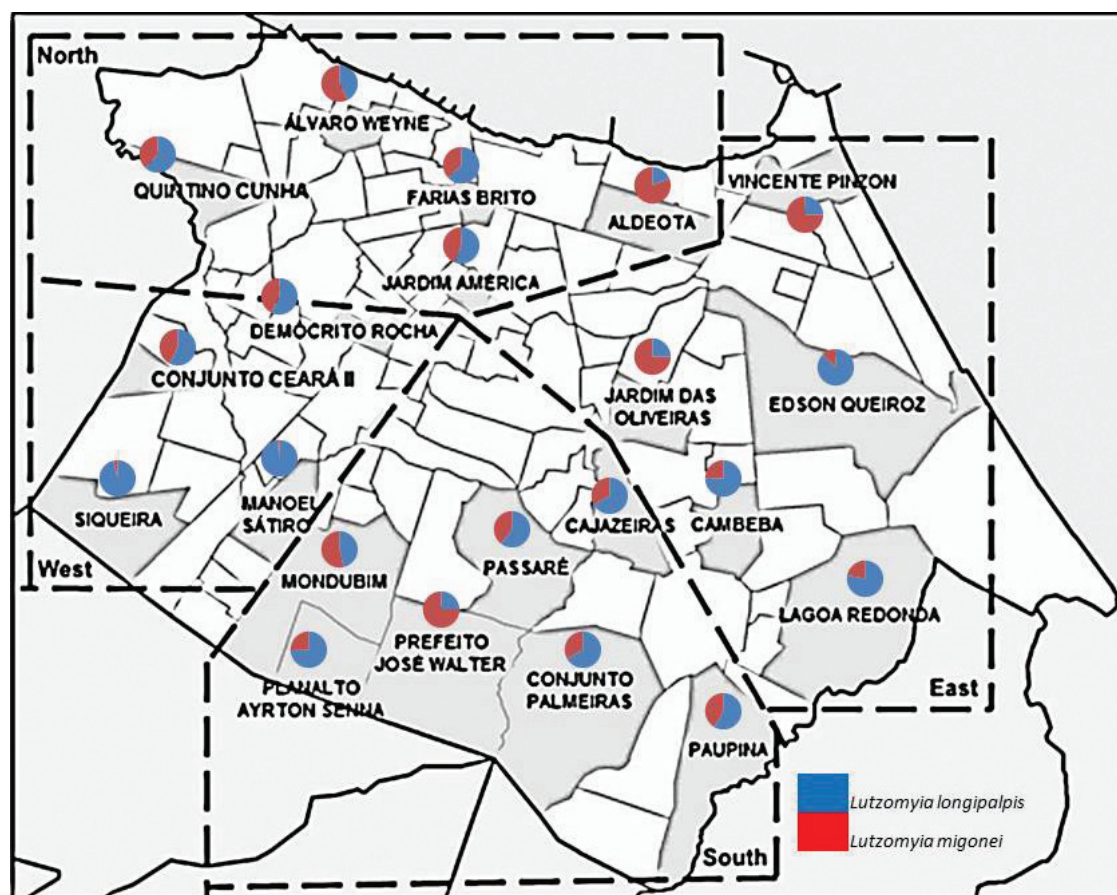 North
ÁLVARO WEYNE
QUINTINO CUNHA
FARIAS BRITO
VINCENTE PINZON
ALDEOTA
JARDIM AMÉRICA
DEMÓCRITO ROCHA
CONJUNTO CEARÁ II
JARDIM DAS
OLIVEIRAS
EDSON QUEIROZ
SIQUEIRA
MANOEL
SÁTIRO
CAJAZEIRAS
CAMBEBA
West
MONDUBIM
PASSARÉ
LAGOA REDONDA
PREFEITO
JOSÉ WALTER
PLANALTO
AYRTON SENNA
CONJUNTO
PALMEIRAS
East
PAUPINA
South
Lutzomyia longipalpis
Lutzomyia migonei